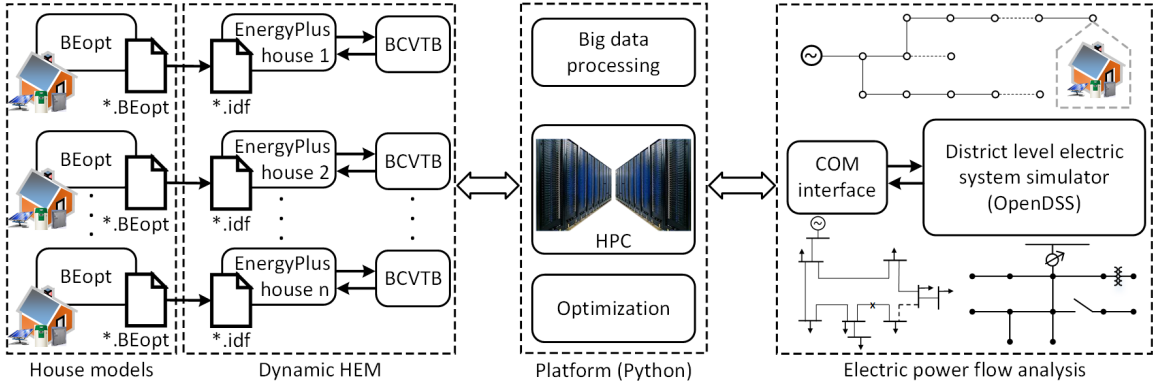 BEopt
*.BEopt
EnergyPlus
house 1
*.idf
BCVTB
BEopt
*.BEopt
EnergyPlus
house 2
*.idf
BCVTB
BEopt
*.BEopt
EnergyPlus
house n
*.idf
BCVTB
House models
Dynamic HEM
Big data
processing
HPC
Optimization
Platform (Python)
COM
interface
District level electric
system simulator
(OpenDSS)
x
Electric power flow analysis